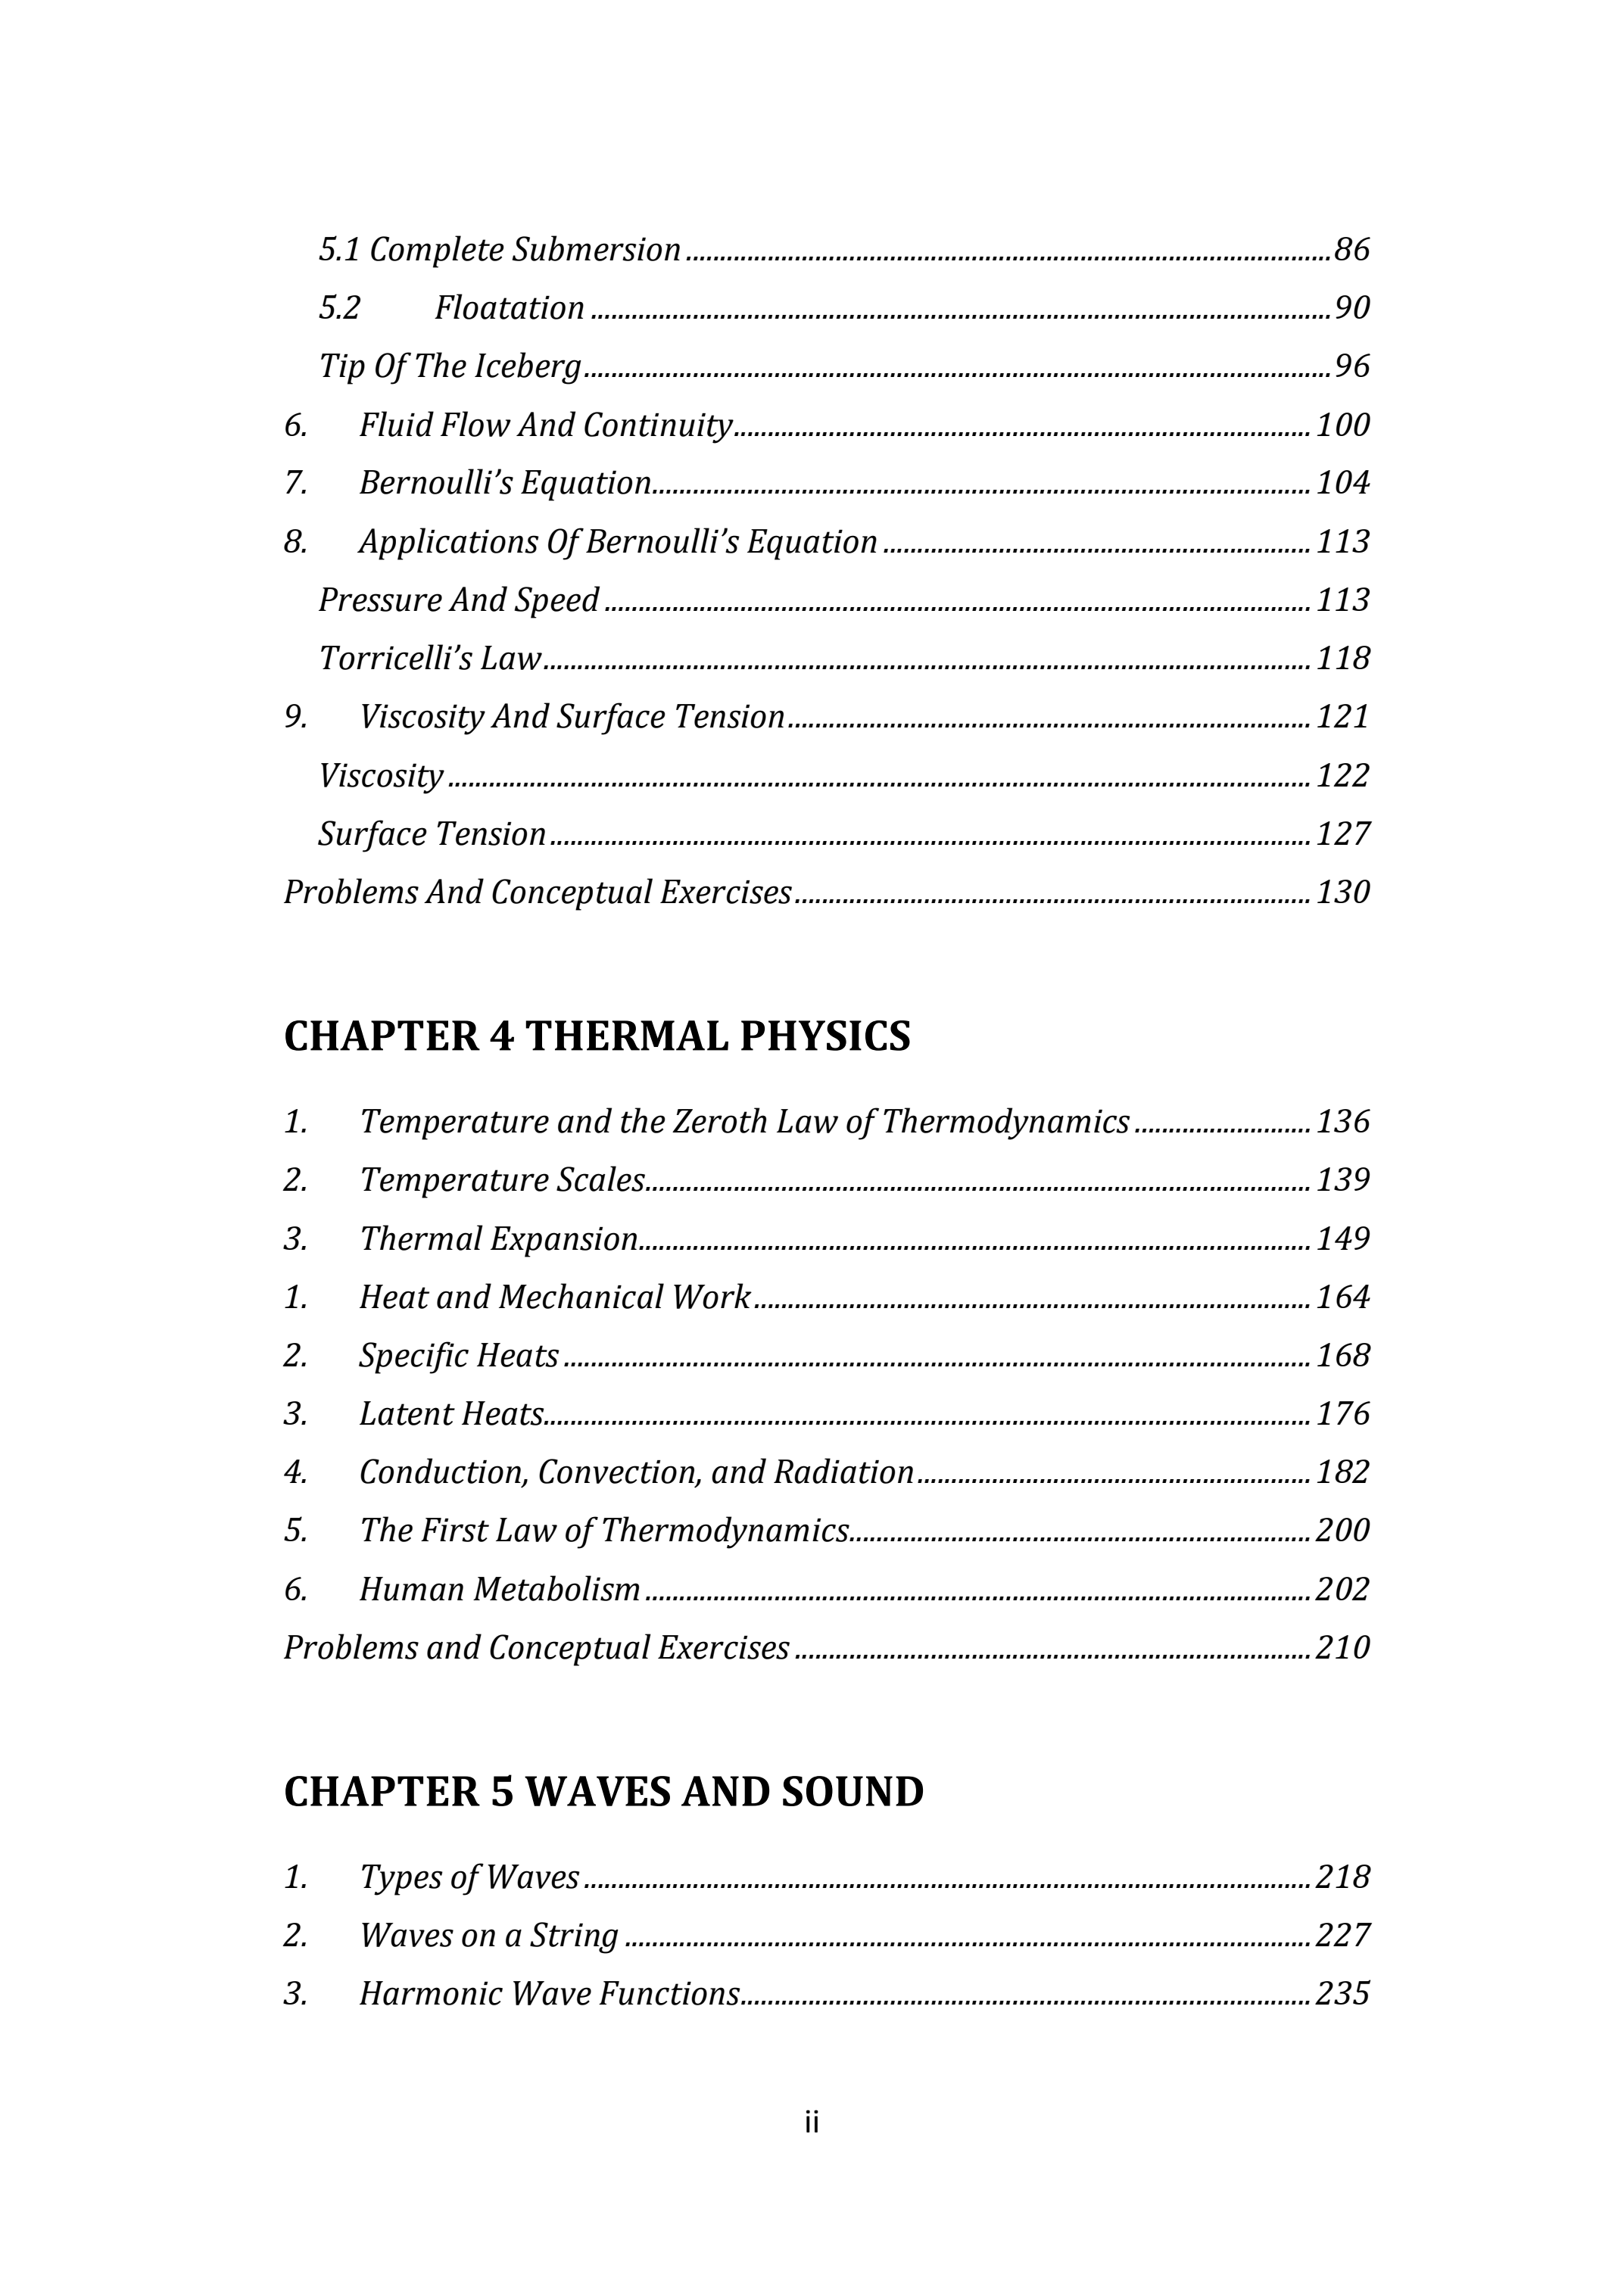 5.1 Complete Submersion........................................................................................86
5.2 Floatation........................................................................................90
Tip Of The Iceberg........................................................................................96
6. Fluid Flow And Continuity........................................................................................100
7. Bernoulli’s Equation........................................................................................104
8. Applications Of Bernoulli’s Equation........................................................................................113
Pressure And Speed........................................................................................113
Torricelli’s Law........................................................................................118
9. Viscosity And Surface Tension........................................................................................121
Viscosity........................................................................................122
Surface Tension........................................................................................127
Problems And Conceptual Exercises........................................................................................130
CHAPTER 4 THERMAL PHYSICS
1. Temperature and the Zeroth Law of Thermodynamics..........................136
2. Temperature Scales........................................................................................139
3. Thermal Expansion........................................................................................149
1. Heat and Mechanical Work........................................................................................164
2. Specific Heats........................................................................................168
3. Latent Heats........................................................................................176
4. Conduction, Convection, and Radiation..........................................................182
5. The First Law of Thermodynamics....................................................................200
6. Human Metabolism........................................................................................202
Problems and Conceptual Exercises........................................................................................210
CHAPTER 5 WAVES AND SOUND
1. Types of Waves........................................................................................218
2. Waves on a String........................................................................................227
3. Harmonic Wave Functions........................................................................................235
ii